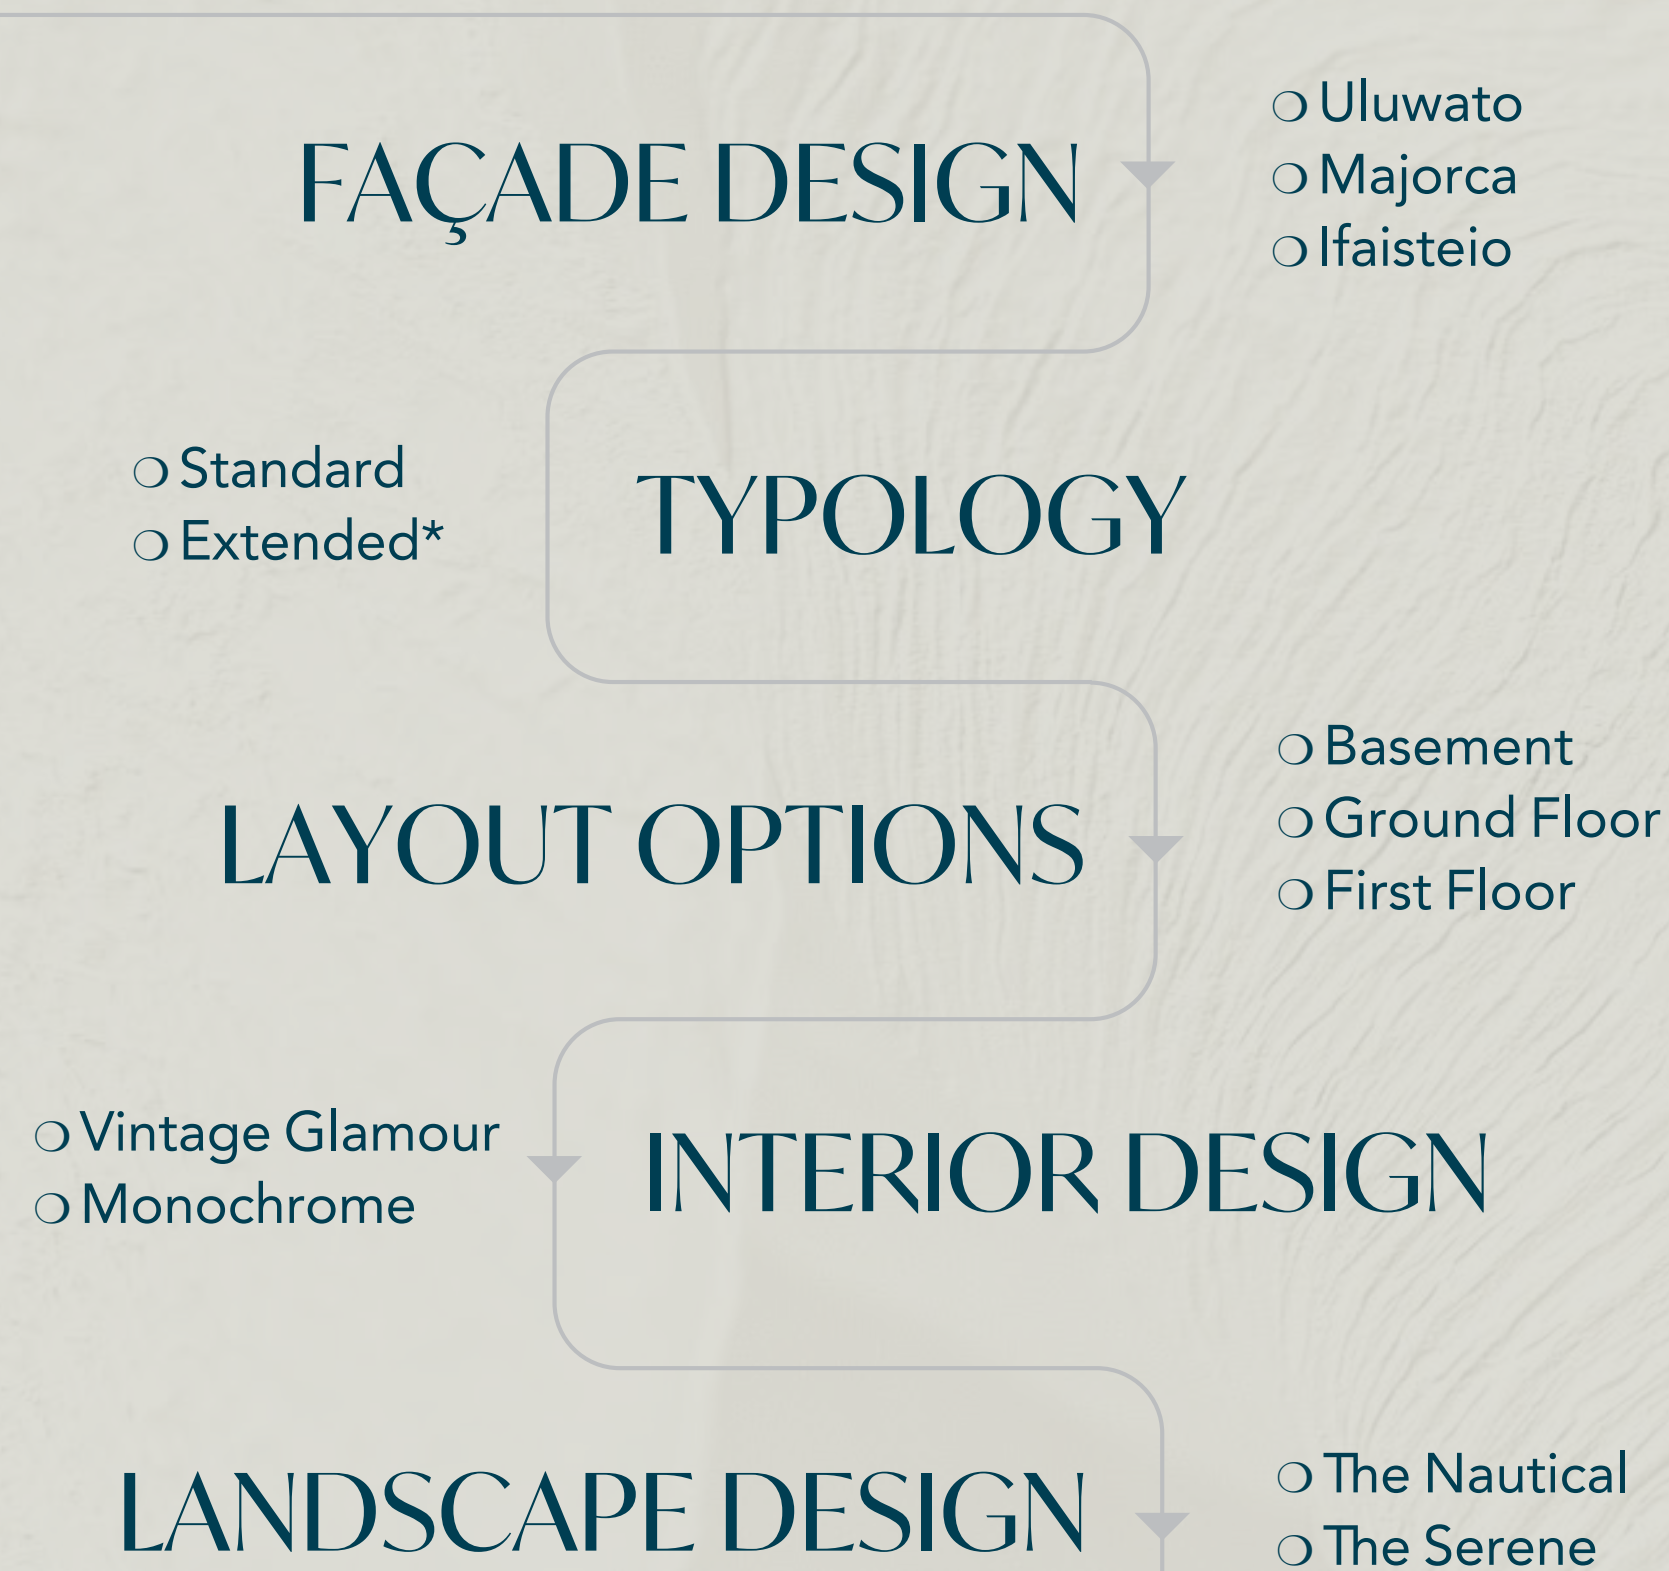 FAÇADE DESIGN
❍ Uluwato
❍ Majorca
❍ Ifaisteio
❍ Standard
❍ Extended*
TYPOLOGY
LAYOUT OPTIONS
❍ Basement
❍ Ground Floor
❍ First Floor
❍ Vintage Glamour
❍ Monochrome
INTERIOR DESIGN
LANDSCAPE DESIGN
❍ The Nautical
❍ The Serene